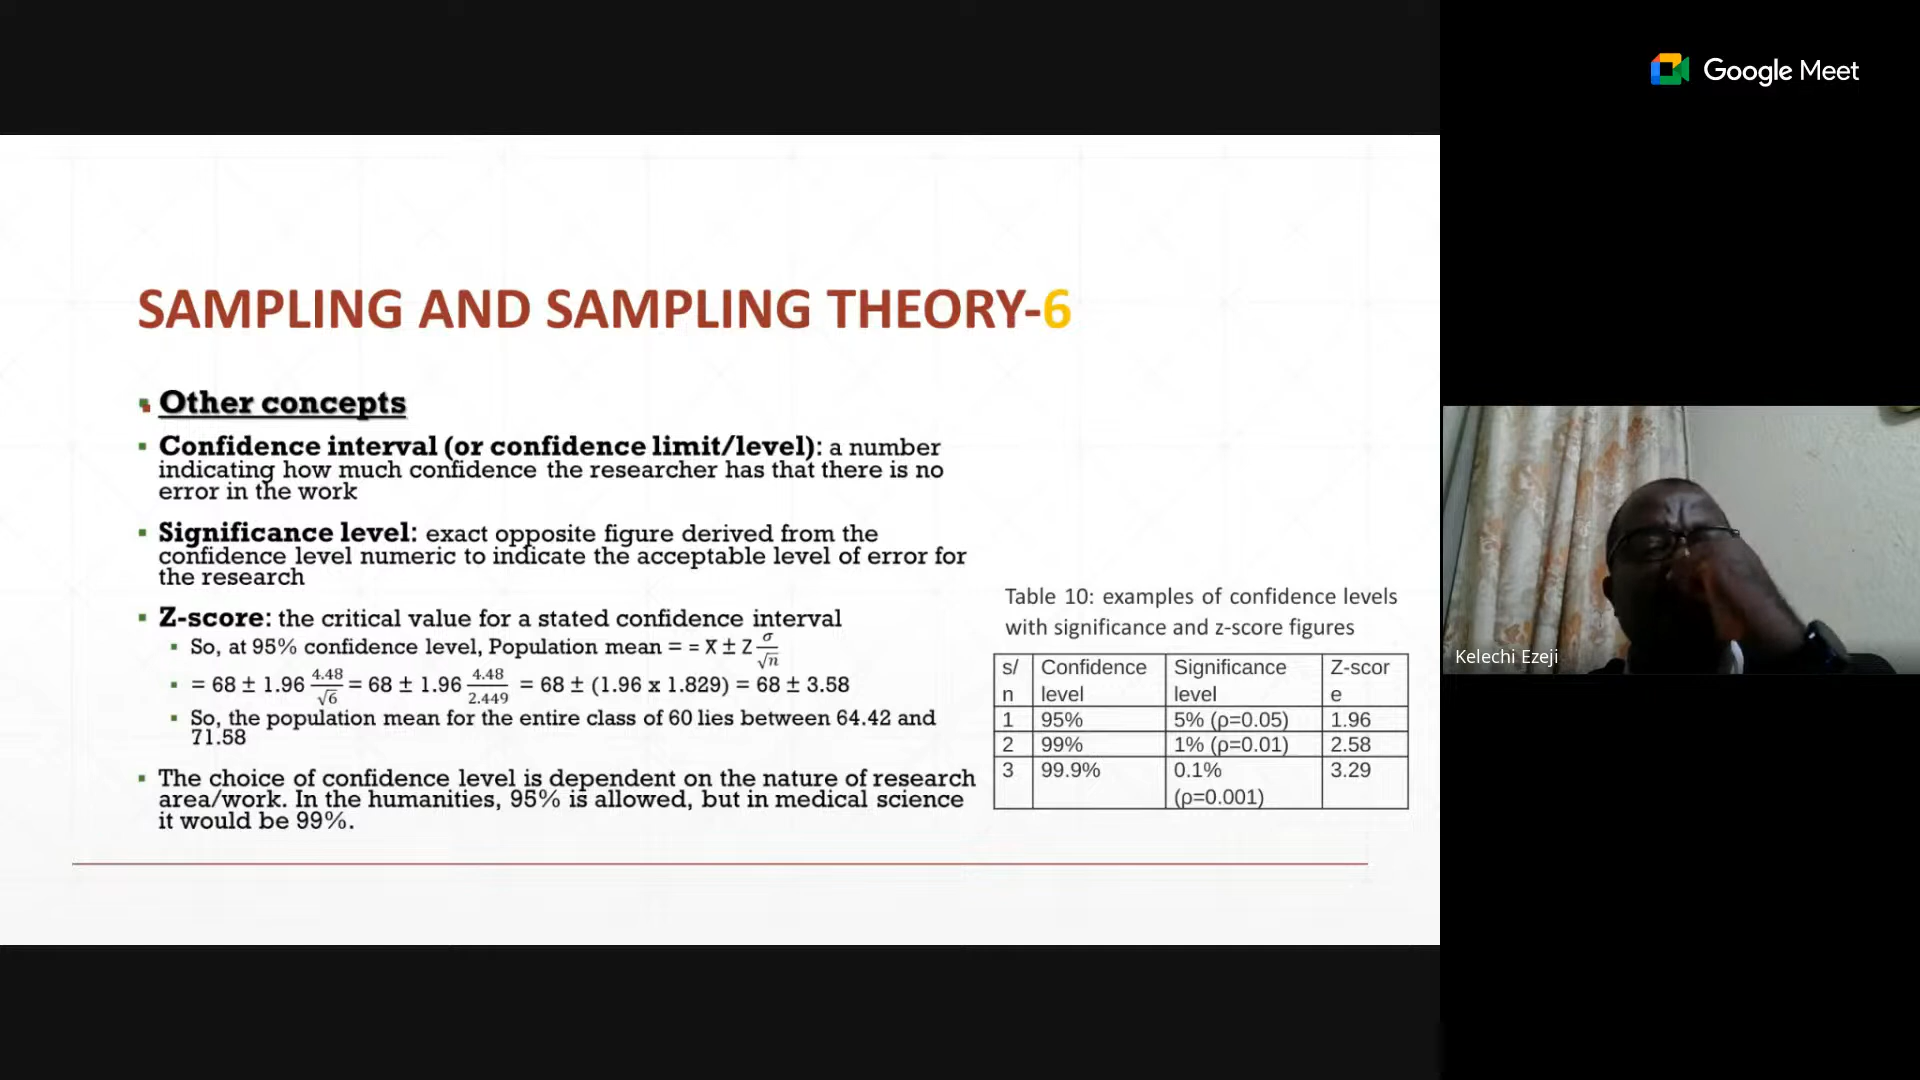 Google Meet
SAMPLING AND SAMPLING THEORY-6
Other concepts
Confidence interval (or confidence limit/level): a number
indicating how much confidence the researcher has that there is no
error in the work
Significance level: exact opposite figure derived from the
confidence level numeric to indicate the acceptable level of error for
the research
Z-score: the critical value for a stated confidence interval
So, at 95% confidence level, Population mean = = x̄ ± Z σ/√n
= 68 ± 1.96 4.48/√6 = 68 ± 1.96 4.48/2.449 = 68 ± (1.96 x 1.829) = 68 ± 3.58
So, the population mean for the entire class of 60 lies between 64.42 and
71.58
The choice of confidence level is dependent on the nature of research
area/work. In the humanities, 95% is allowed, but in medical science
it would be 99%.
Table 10: examples of confidence levels
with significance and z-score figures
s/ Confidence Significance Z-scor
n level level e
1 95% 5% (ρ=0.05) 1.96
2 99% 1% (ρ=0.01) 2.58
3 99.9% 0.1% 3.29
(ρ=0.001)
Kelechi Ezeji